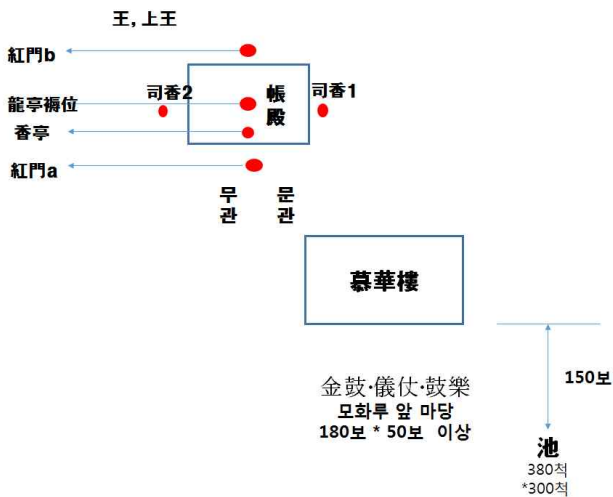 王, 上王
紅門b
司香2
帳
殿
司香1
龍亭褥位
香亭
紅門a
무
관
문
관
慕華樓
金鼓·儀仗·鼓樂
모화루 앞 마당
180보 * 50보 이상
150보
池
380척
*300척